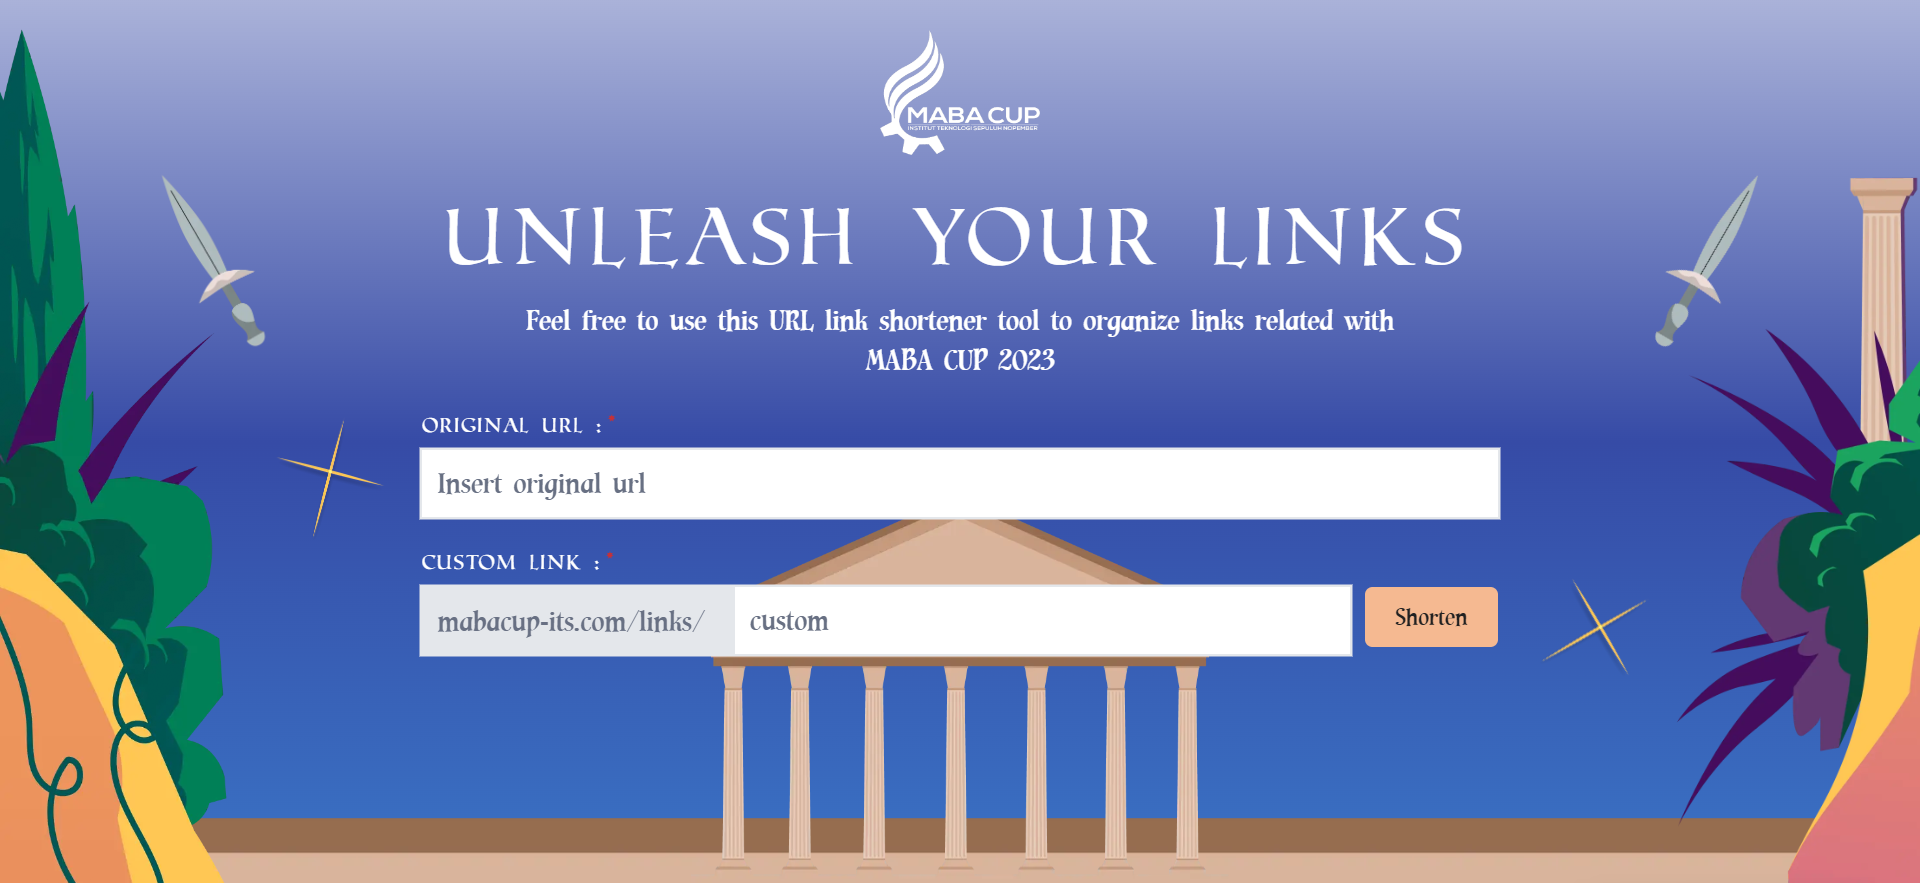 MABA CUP
INSTITUT TEKNOLOGI SEPULUH NOPEMBER
UNLEASH YOUR LINKS
Feel free to use this URL link shortener tool to organize links related with
MABA CUP 2023
ORIGINAL URL : *
Insert original url
CUSTOM LINK : *
mabacup-its.com/links/ custom Shorten